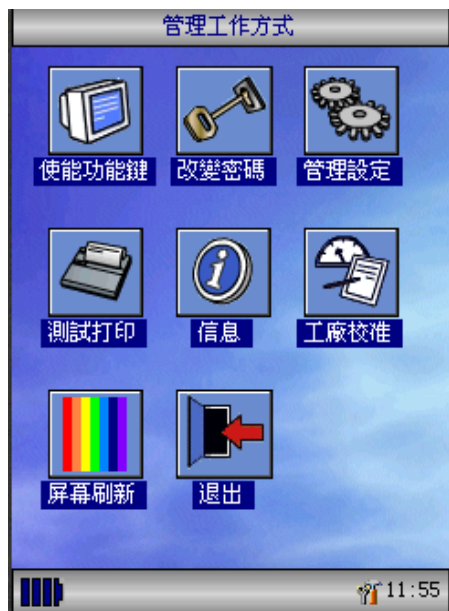 管理工作方式
使能功能鍵
改變密碼
管理設定
測試打印
信息
工廠校准
屏幕刷新
退出
11:55